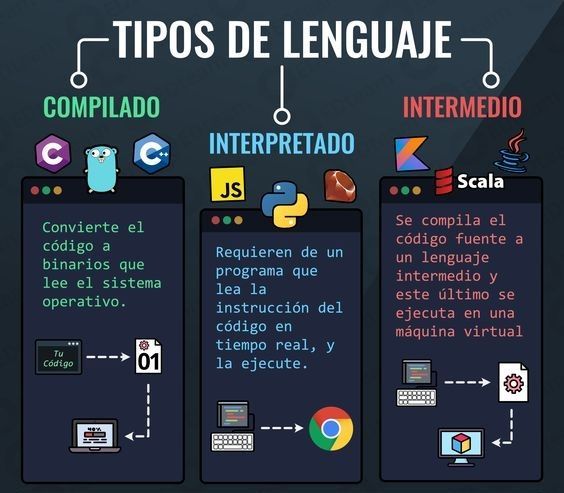 TIPOS DE LENGUAJE
COMPILADO
C
C++
Convierte el
código a
binarios que
lee el sistema
operativo.
Tu
Código
01
40%
INTERPRETADO
JS
Requieren de un
programa que
lea la
instrucción del
código en
tiempo real, y
la ejecute.
INTERMEDIO
Scala
Se compila el
código fuente a
un lenguaje
intermedio y
este último se
ejecuta en una
máquina virtual